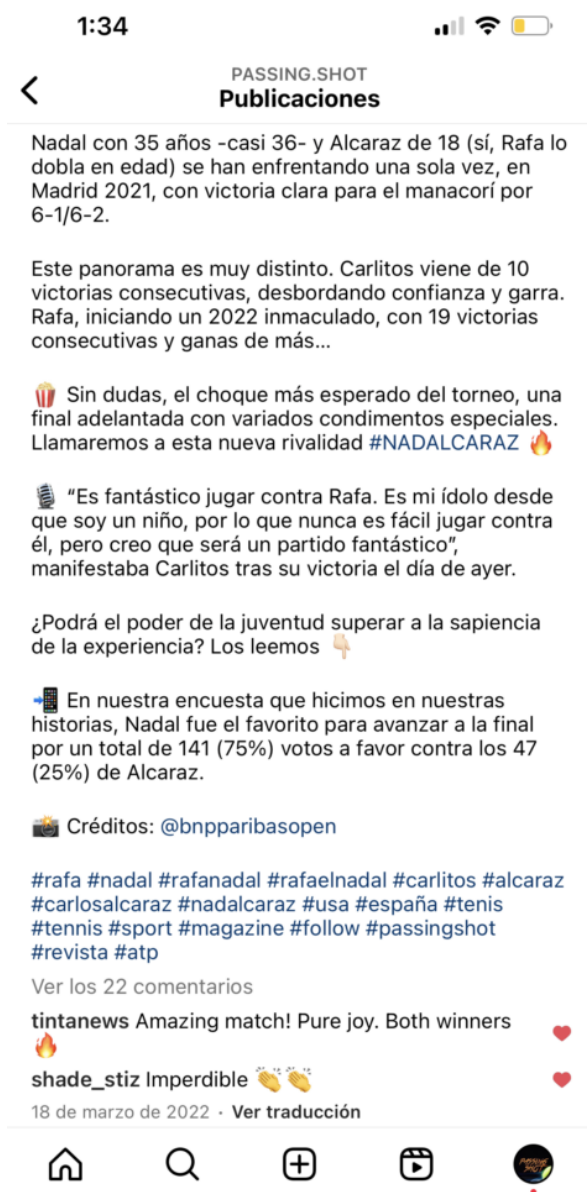 1:34
PASSING.SHOT
Publicaciones
Nadal con 35 años -casi 36- y Alcaraz de 18 (sí, Rafa lo
dobla en edad) se han enfrentando una sola vez, en
Madrid 2021, con victoria clara para el manacorí por
6-1/6-2.
Este panorama es muy distinto. Carlitos viene de 10
victorias consecutivas, desbordando confianza y garra.
Rafa, iniciando un 2022 inmaculado, con 19 victorias
consecutivas y ganas de más...
🍿 Sin dudas, el choque más esperado del torneo, una
final adelantada con variados condimentos especiales.
Llamaremos a esta nueva rivalidad #NADALCARAZ 🔥
🎙️ “Es fantástico jugar contra Rafa. Es mi ídolo desde
que soy un niño, por lo que nunca es fácil jugar contra
él, pero creo que será un partido fantástico”,
manifestaba Carlitos tras su victoria el día de ayer.
¿Podrá el poder de la juventud superar a la sapiencia
de la experiencia? Los leemos 👇🏻
📲 En nuestra encuesta que hicimos en nuestras
historias, Nadal fue el favorito para avanzar a la final
por un total de 141 (75%) votos a favor contra los 47
(25%) de Alcaraz.
📸 Créditos: @bnpparibasopen
#rafa #nadal #rafanadal #rafaelnadal #carlitos #alcaraz
#carlosalcaraz #nadalcaraz #usa #españa #tenis
#tennis #sport #magazine #follow #passingshot
#revista #atp
Ver los 22 comentarios
tintanews Amazing match! Pure joy. Both winners
🔥
shade_stiz Imperdible 👏👏
18 de marzo de 2022 · Ver traducción
PASSING SHOT